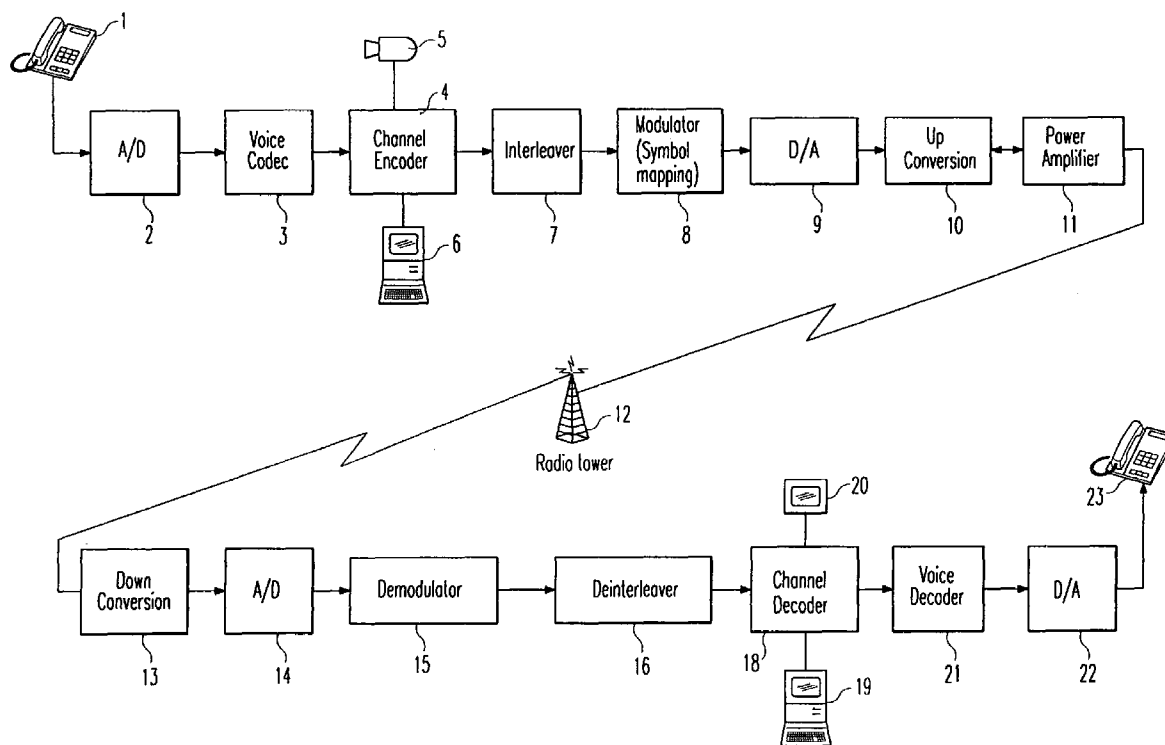 1
5
4
A/D
Voice
Codec
Channel
Encoder
Interleaver
Modulator
(Symbol
mapping)
D/A
Up
Conversion
Power
Amplifier
2
3
6
7
8
9
10
11
12
Radio lower
20
23
Down
Conversion
A/D
Demodulator
Deinterleaver
Channel
Decoder
Voice
Decoder
D/A
13
14
15
16
18
19
21
22